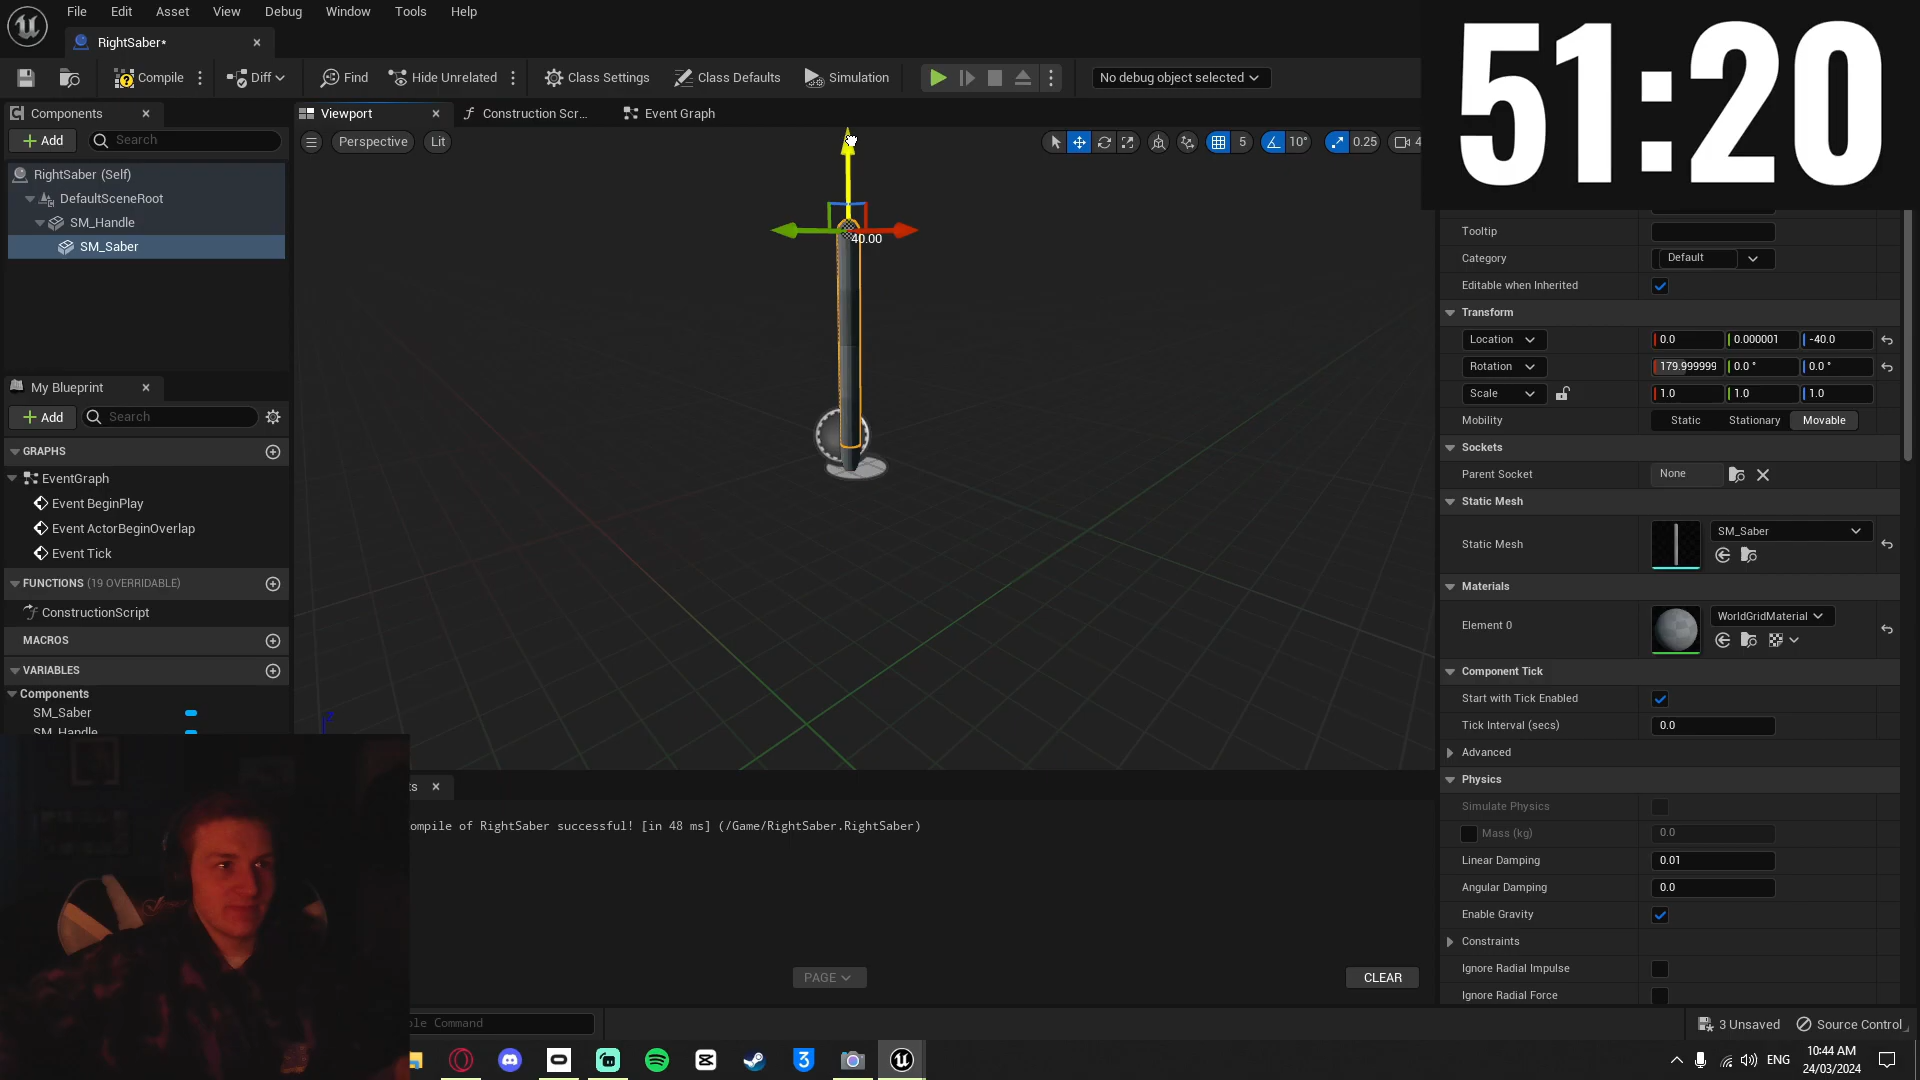 File Edit Asset View Debug Window Tools Help
51:20
RightSaber*
Compile Diff Find Hide Unrelated Class Settings Class Defaults Simulation No debug object selected
Components
Viewport Construction Scr... Event Graph
Add Search
Perspective Lit 5 10° 0.25 4
RightSaber (Self)
DefaultSceneRoot
SM_Handle
SM_Saber
40.00
My Blueprint
Add Search
GRAPHS
EventGraph
Event BeginPlay
Event ActorBeginOverlap
Event Tick
FUNCTIONS (19 OVERRIDABLE)
ConstructionScript
MACROS
VARIABLES
Components
SM_Saber
SM_Handle
Tooltip
Category Default
Editable when Inherited
Transform
Location 0.0 0.000001 -40.0
Rotation 179.999999 0.0 ° 0.0 °
Scale 1.0 1.0 1.0
Mobility Static Stationary Movable
Sockets
Parent Socket None
Static Mesh
Static Mesh SM_Saber
Materials
Element 0 WorldGridMaterial
Component Tick
Start with Tick Enabled
Tick Interval (secs) 0.0
Advanced
Physics
Simulate Physics
Mass (kg) 0.0
Linear Damping 0.01
Angular Damping 0.0
Enable Gravity
Constraints
Ignore Radial Impulse
Ignore Radial Force
ts
ompile of RightSaber successful! [in 48 ms] (/Game/RightSaber.RightSaber)
PAGE CLEAR
ole Command
3 Unsaved Source Control
ENG
10:44 AM
24/03/2024